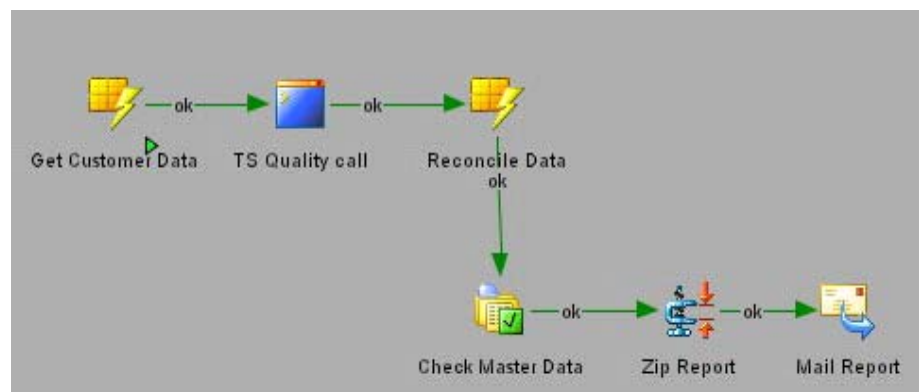 ok
ok
Get Customer Data
TS Quality call
Reconcile Data
ok
ok
ok
Check Master Data
Zip Report
Mail Report